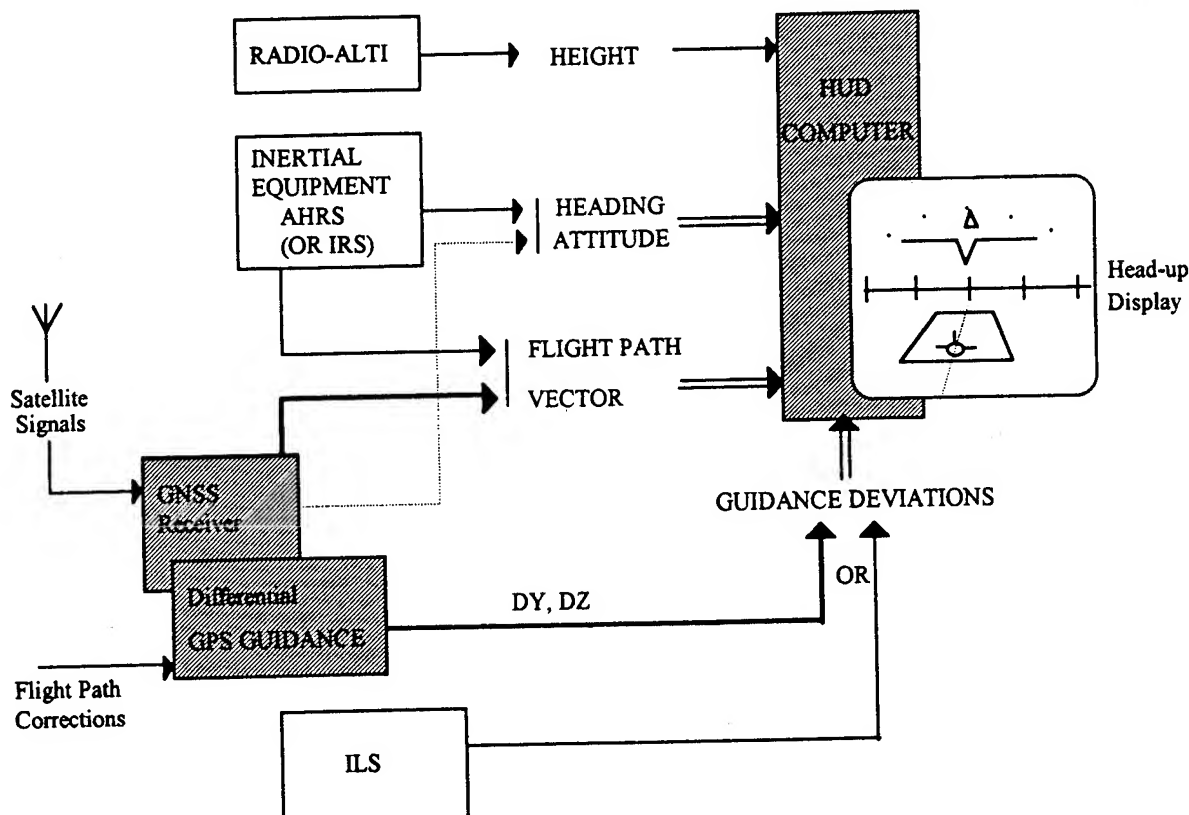 RADIO-ALTI
HEIGHT
HUD
COMPUTER
INERTIAL
EQUIPMENT
AHRS
(OR IRS)
HEADING
ATTITUDE
Head-up
Display
FLIGHT PATH
VECTOR
Satellite
Signals
GNSS
Receiver
GUIDANCE DEVIATIONS
OR
Differential
GPS GUIDANCE
DY, DZ
Flight Path
Corrections
ILS